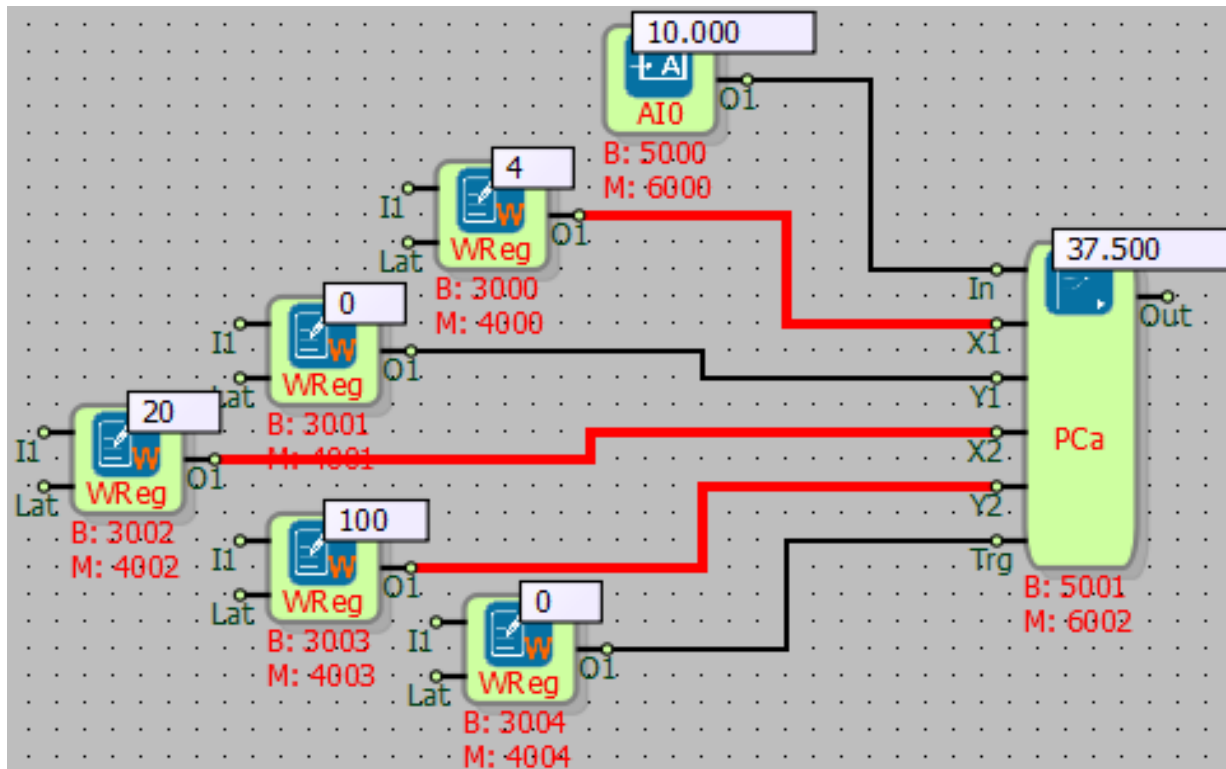 10.000
A
AI0
O1
B: 5000
M: 6000
4
I1
W
O1
Lat
WReg
B: 3000
M: 4000
37.500
In
Out
X1
Y1
X2
Y2
Trg
PCa
B: 5001
M: 6002
0
I1
W
O1
Lat
WReg
B: 3001
M: 4001
20
I1
W
O1
Lat
WReg
B: 3002
M: 4002
100
I1
W
O1
Lat
WReg
B: 3003
M: 4003
0
I1
W
O1
Lat
WReg
B: 3004
M: 4004